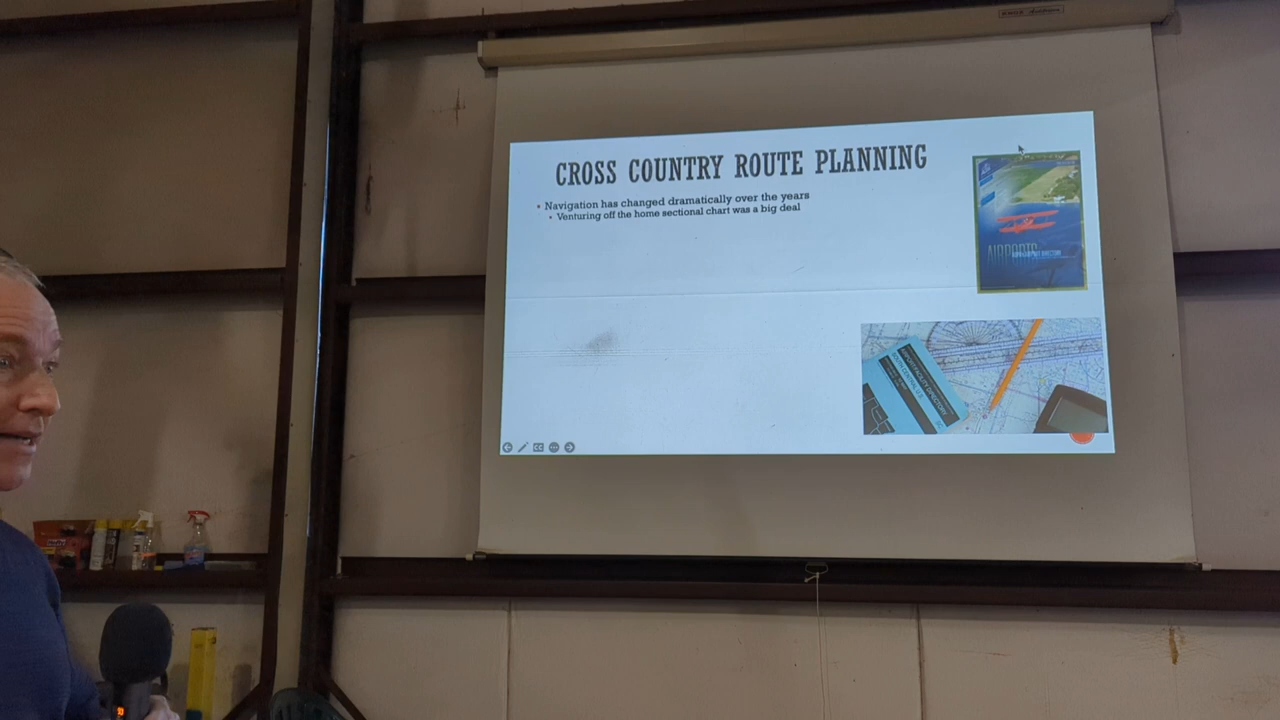 CROSS COUNTRY ROUTE PLANNING
• Navigation has changed dramatically over the years
• Venturing off the home sectional chart was a big deal
AIRPORTS